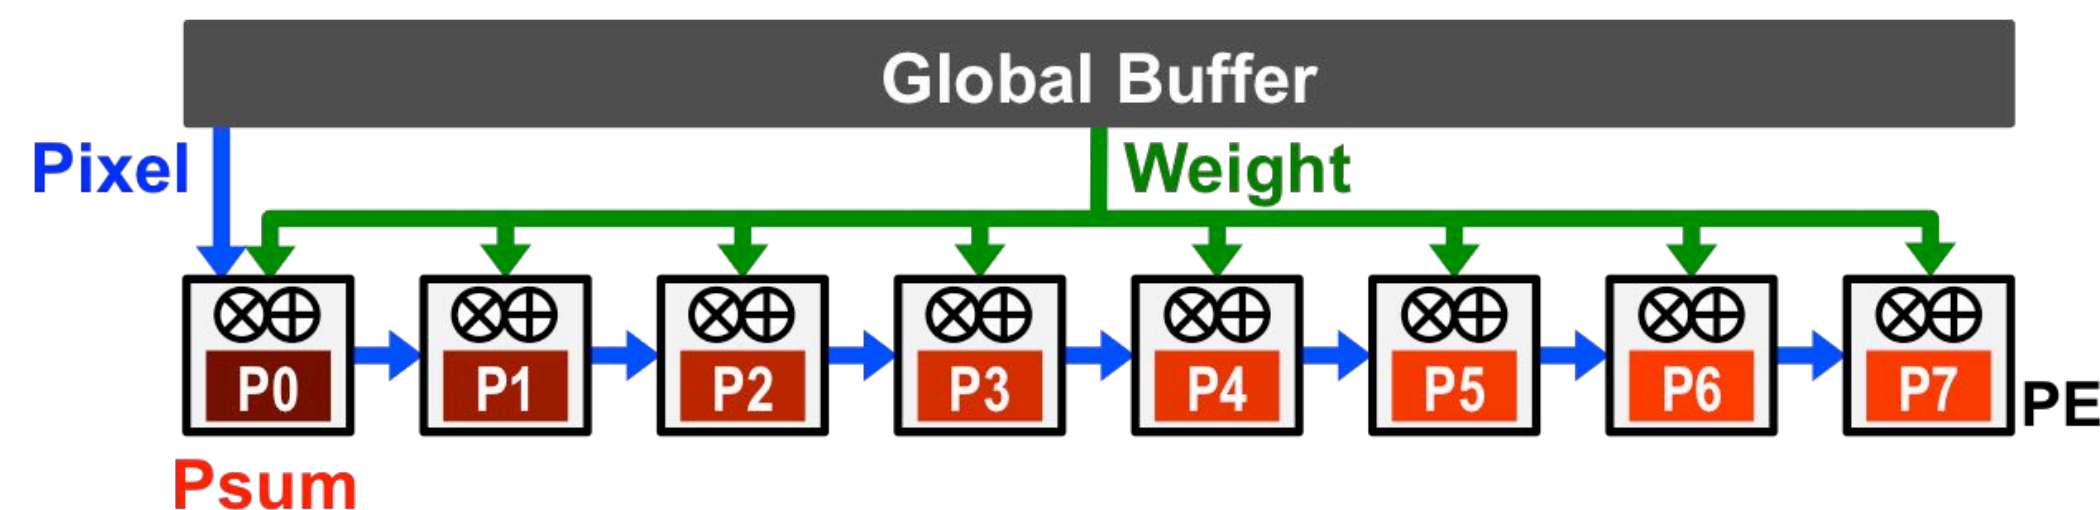 Global Buffer
Pixel
Weight
P0 P1 P2 P3 P4 P5 P6 P7
PE
Psum